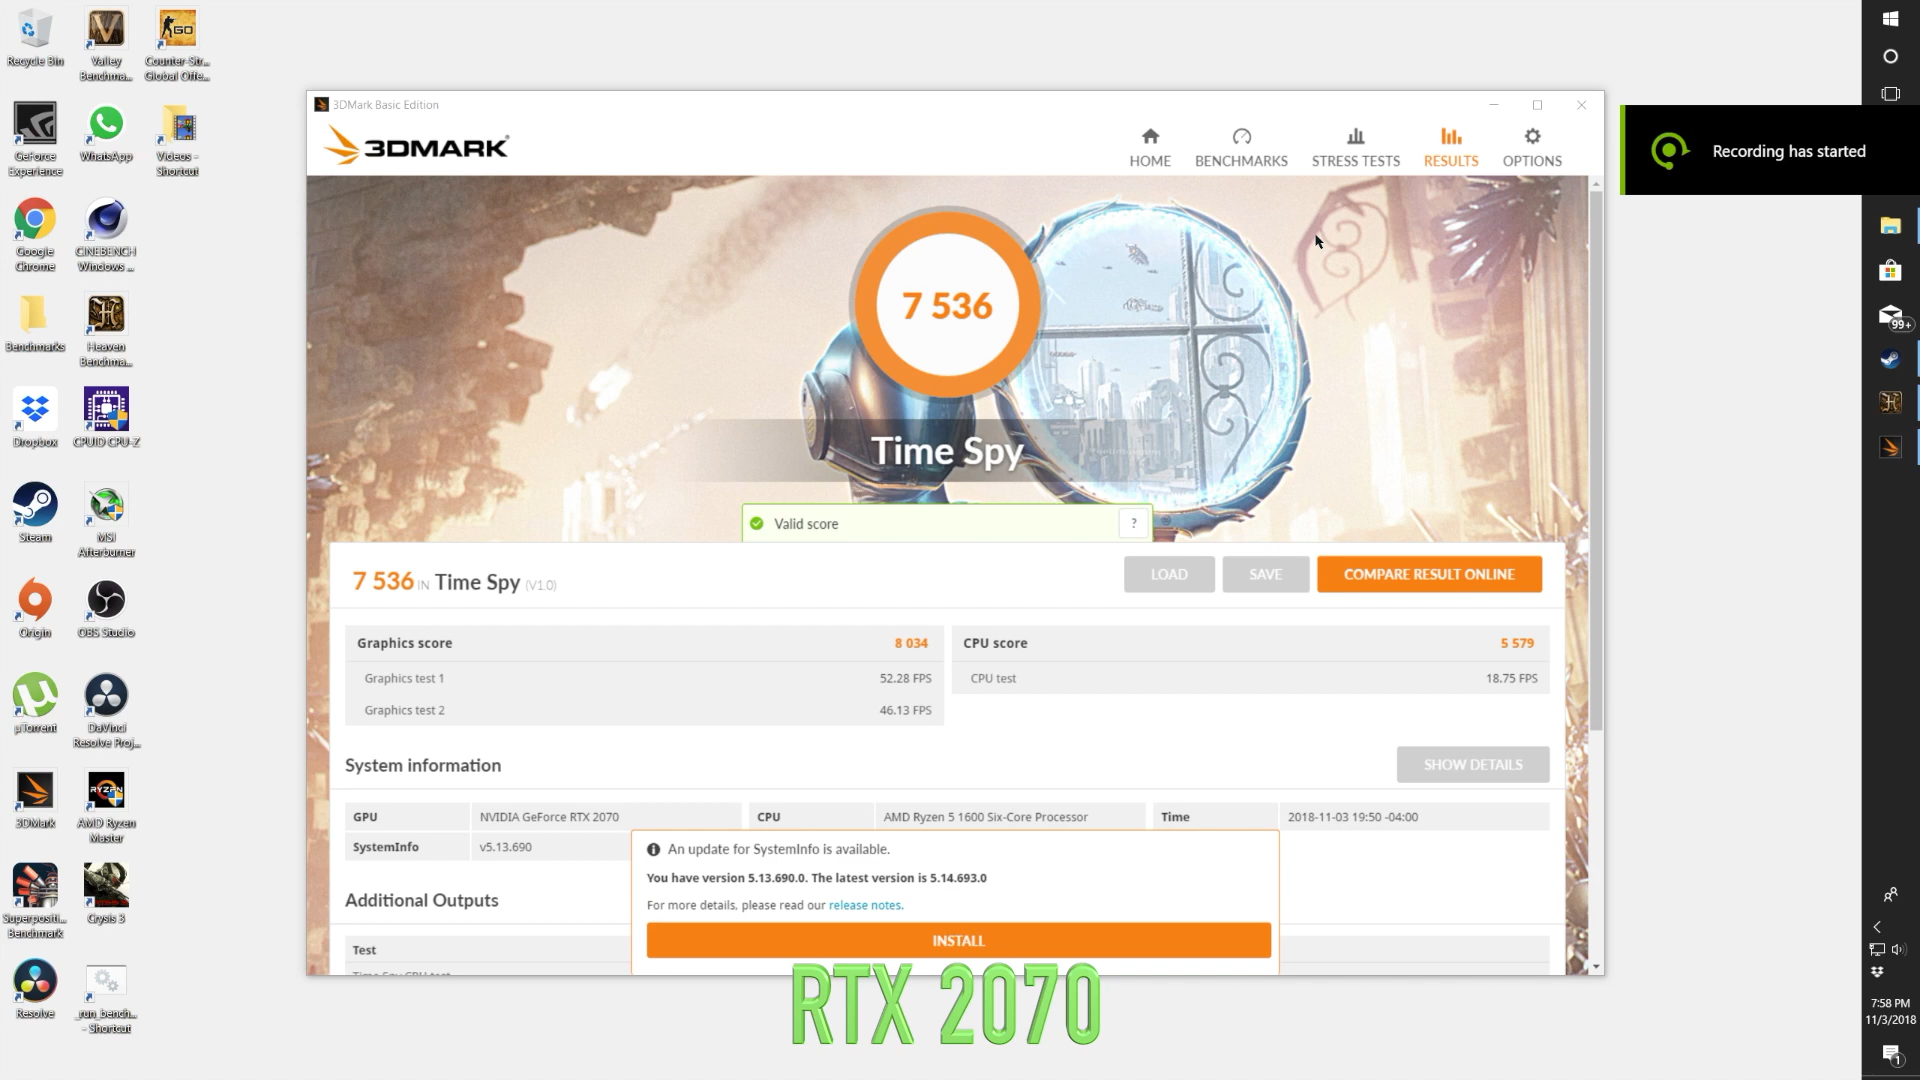 Recycle Bin
Valley
Benchma...
Counter-Str...
Global Offe...
GeForce
Experience
WhatsApp
Videos -
Shortcut
Google
Chrome
CINEBENCH
Windows ...
Benchmarks
Heaven
Benchma...
Dropbox
CPUID CPU-Z
Steam
MSI
Afterburner
Origin
OBS Studio
µTorrent
DaVinci
Resolve Proj...
3DMark
AMD Ryzen
Master
Superpositi...
Benchmark
Crysis 3
Resolve
_run_bench...
- Shortcut
GO
RYZEN
3DMark Basic Edition
3DMARK
HOME
BENCHMARKS
STRESS TESTS
RESULTS
OPTIONS
7 536
Time Spy
Valid score
?
7 536 IN Time Spy (V1.0)
LOAD
SAVE
COMPARE RESULT ONLINE
Graphics score 8 034
Graphics test 1 52.28 FPS
Graphics test 2 46.13 FPS
CPU score 5 579
CPU test 18.75 FPS
System information
SHOW DETAILS
GPU NVIDIA GeForce RTX 2070 CPU AMD Ryzen 5 1600 Six-Core Processor Time 2018-11-03 19:50 -04:00
SystemInfo v5.13.690
An update for SystemInfo is available.
You have version 5.13.690.0. The latest version is 5.14.693.0
For more details, please read our release notes.
INSTALL
Additional Outputs
Test
Time Spy CPU test
RTX 2070
Recording has started
99+
7:58 PM
11/3/2018
1